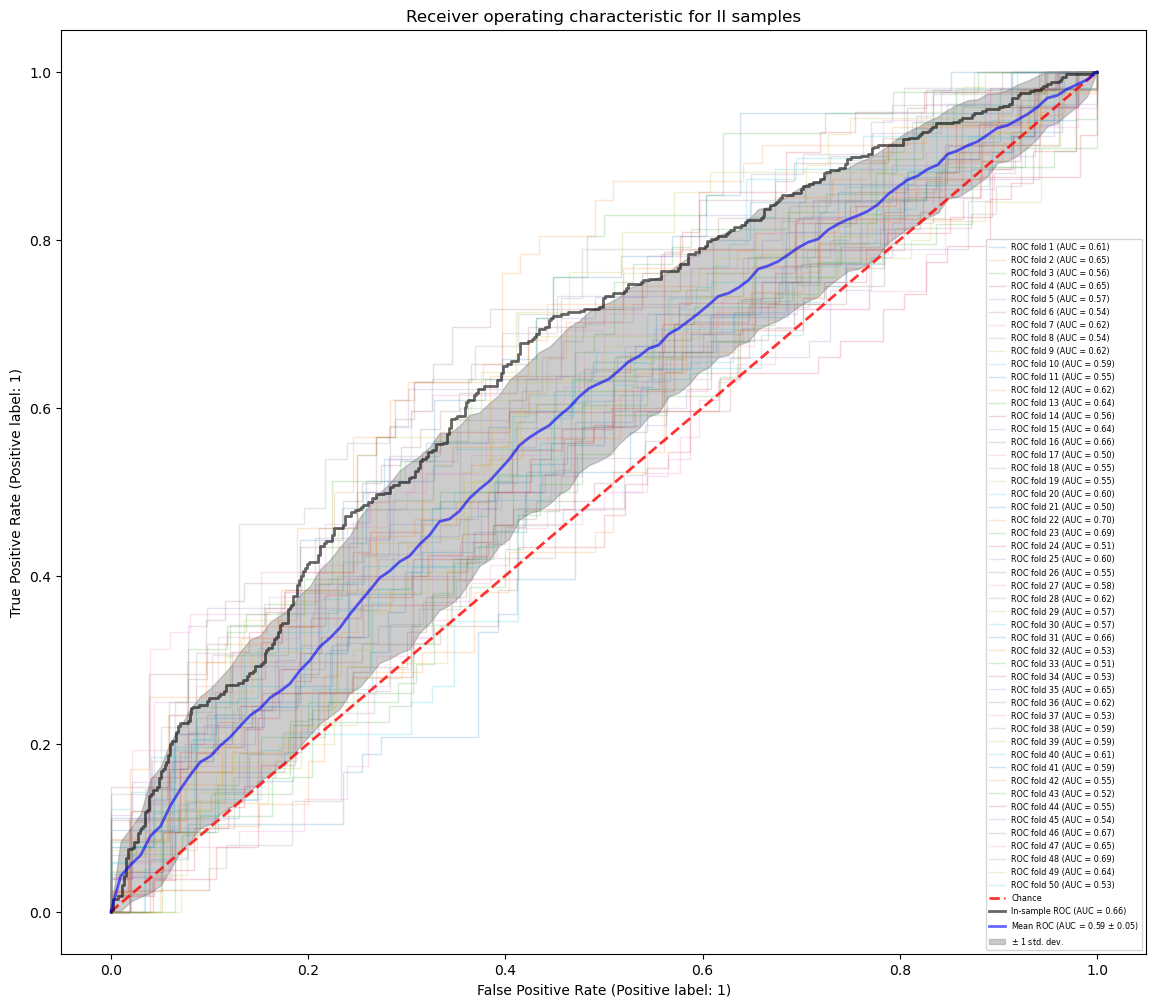 Receiver operating characteristic for II samples
True Positive Rate (Positive label: 1)
1.0
0.8
0.6
0.4
0.2
0.0
0.0
0.2
0.4
0.6
0.8
1.0
False Positive Rate (Positive label: 1)
ROC fold 1 (AUC = 0.61)
ROC fold 2 (AUC = 0.65)
ROC fold 3 (AUC = 0.56)
ROC fold 4 (AUC = 0.65)
ROC fold 5 (AUC = 0.57)
ROC fold 6 (AUC = 0.54)
ROC fold 7 (AUC = 0.62)
ROC fold 8 (AUC = 0.54)
ROC fold 9 (AUC = 0.62)
ROC fold 10 (AUC = 0.59)
ROC fold 11 (AUC = 0.55)
ROC fold 12 (AUC = 0.62)
ROC fold 13 (AUC = 0.64)
ROC fold 14 (AUC = 0.56)
ROC fold 15 (AUC = 0.64)
ROC fold 16 (AUC = 0.66)
ROC fold 17 (AUC = 0.50)
ROC fold 18 (AUC = 0.55)
ROC fold 19 (AUC = 0.55)
ROC fold 20 (AUC = 0.60)
ROC fold 21 (AUC = 0.50)
ROC fold 22 (AUC = 0.70)
ROC fold 23 (AUC = 0.69)
ROC fold 24 (AUC = 0.51)
ROC fold 25 (AUC = 0.60)
ROC fold 26 (AUC = 0.55)
ROC fold 27 (AUC = 0.58)
ROC fold 28 (AUC = 0.62)
ROC fold 29 (AUC = 0.57)
ROC fold 30 (AUC = 0.57)
ROC fold 31 (AUC = 0.66)
ROC fold 32 (AUC = 0.53)
ROC fold 33 (AUC = 0.51)
ROC fold 34 (AUC = 0.53)
ROC fold 35 (AUC = 0.65)
ROC fold 36 (AUC = 0.62)
ROC fold 37 (AUC = 0.53)
ROC fold 38 (AUC = 0.59)
ROC fold 39 (AUC = 0.59)
ROC fold 40 (AUC = 0.61)
ROC fold 41 (AUC = 0.59)
ROC fold 42 (AUC = 0.55)
ROC fold 43 (AUC = 0.52)
ROC fold 44 (AUC = 0.55)
ROC fold 45 (AUC = 0.54)
ROC fold 46 (AUC = 0.67)
ROC fold 47 (AUC = 0.65)
ROC fold 48 (AUC = 0.69)
ROC fold 49 (AUC = 0.64)
ROC fold 50 (AUC = 0.53)
Chance
In-sample ROC (AUC = 0.66)
Mean ROC (AUC = 0.59 ± 0.05)
± 1 std. dev.